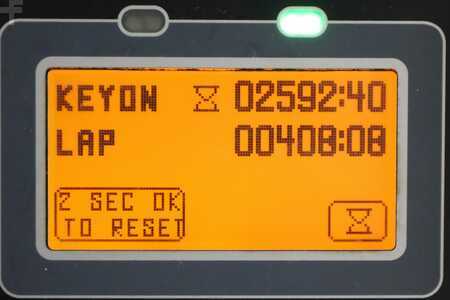 KEYON 02592:40
LAP 00408:08
2 SEC OK
TO RESET